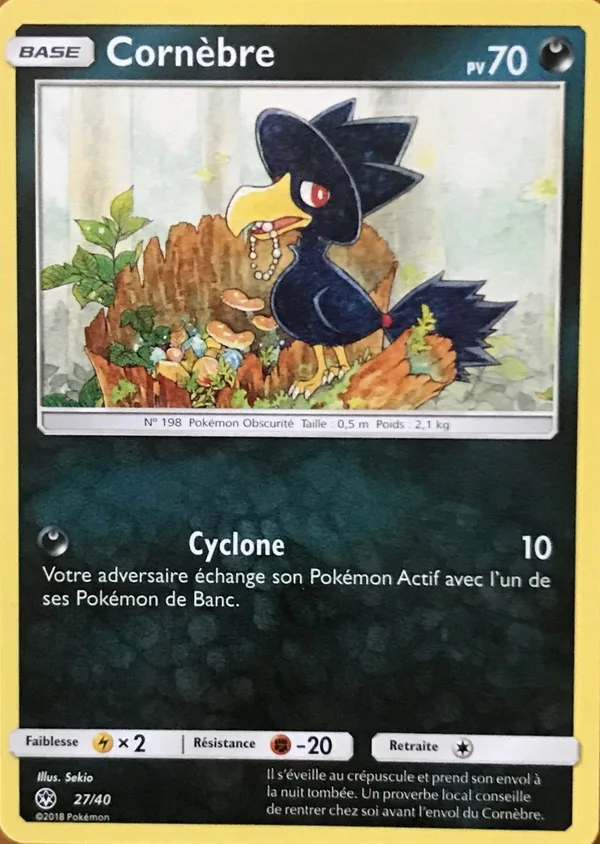 BASE Cornèbre PV 70
N° 198 Pokémon Obscurité Taille : 0,5 m Poids : 2,1 kg
Cyclone 10
Votre adversaire échange son Pokémon Actif avec l'un de
ses Pokémon de Banc.
Faiblesse ×2 Résistance -20 Retraite
Illus. Sekio
27/40
©2018 Pokémon
Il s'éveille au crépuscule et prend son envol à
la nuit tombée. Un proverbe local conseille
de rentrer chez soi avant l'envol du Cornèbre.